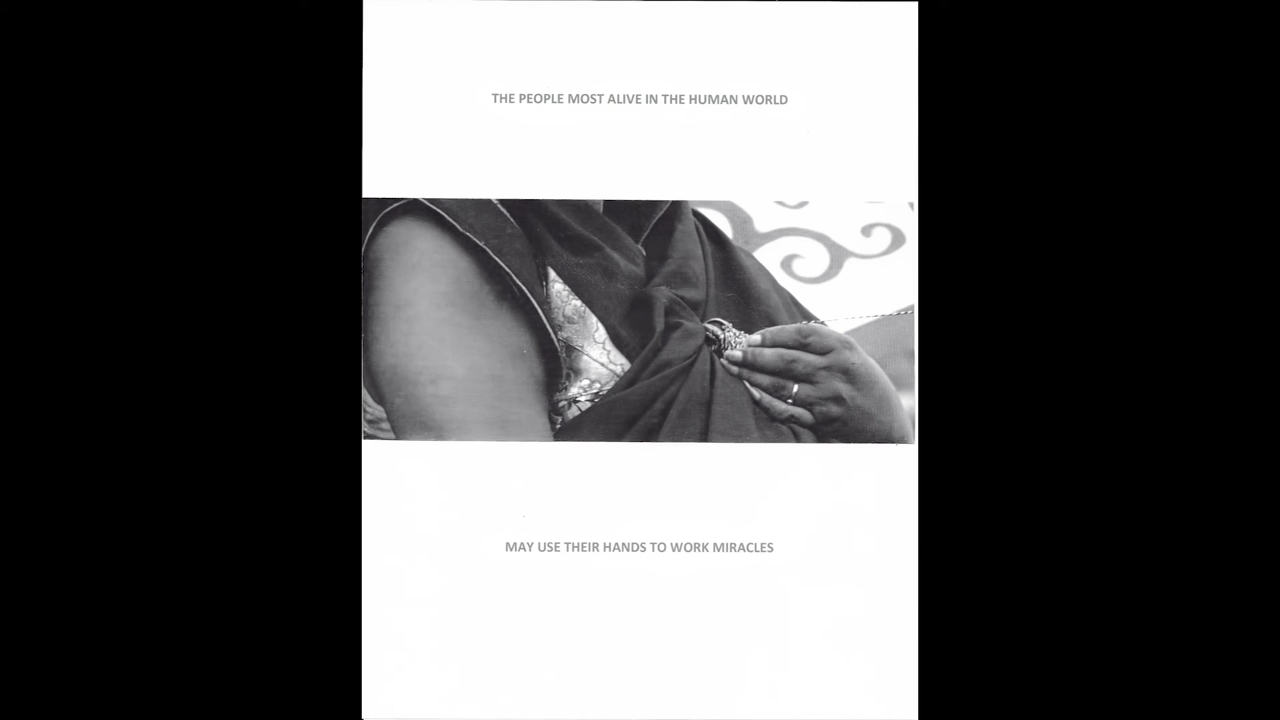 THE PEOPLE MOST ALIVE IN THE HUMAN WORLD
MAY USE THEIR HANDS TO WORK MIRACLES